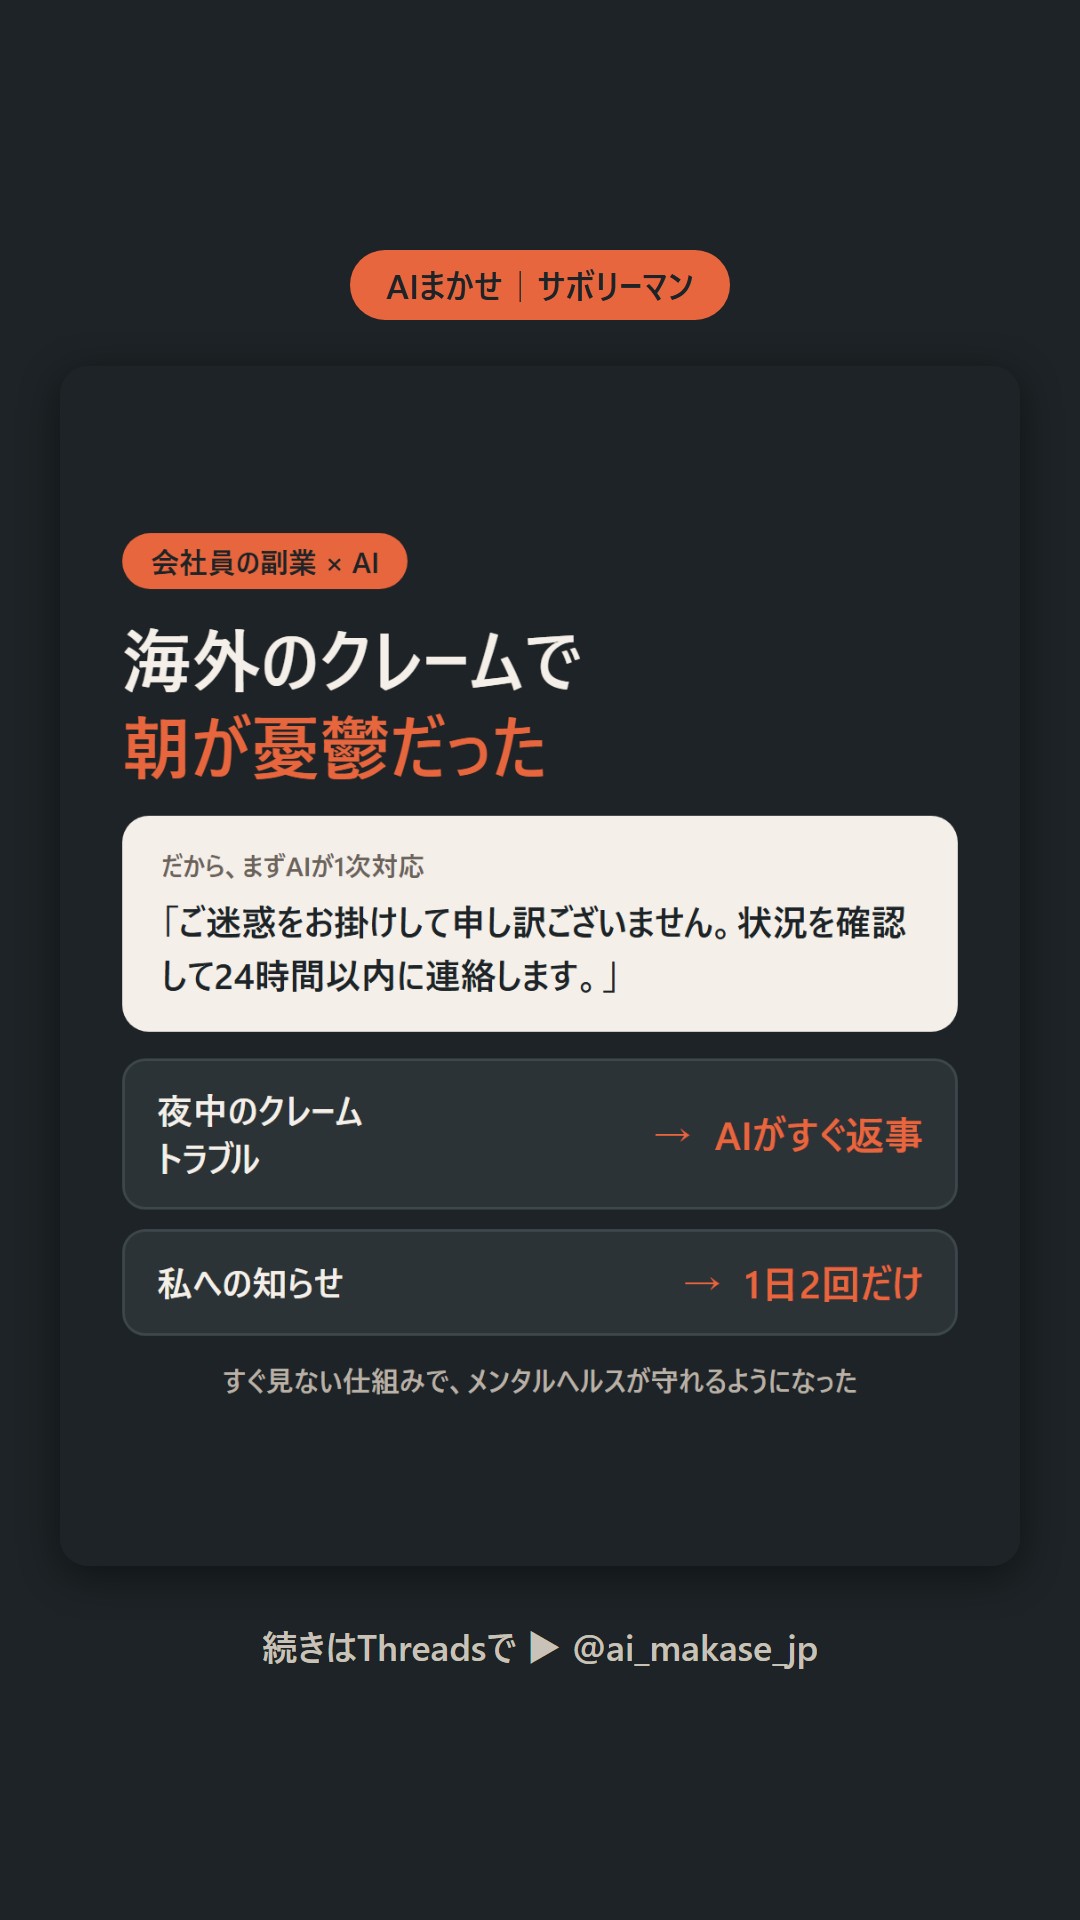 AIまかせ｜サボリーマン
会社員の副業 × AI
海外のクレームで
朝が憂鬱だった
だから、まずAIが1次対応
「ご迷惑をお掛けして申し訳ございません。状況を確認
して24時間以内に連絡します。」
夜中のクレーム
トラブル
→ AIがすぐ返事
私への知らせ
→ 1日2回だけ
すぐ見ない仕組みで、メンタルヘルスが守れるようになった
続きはThreadsで ▶ @ai_makase_jp